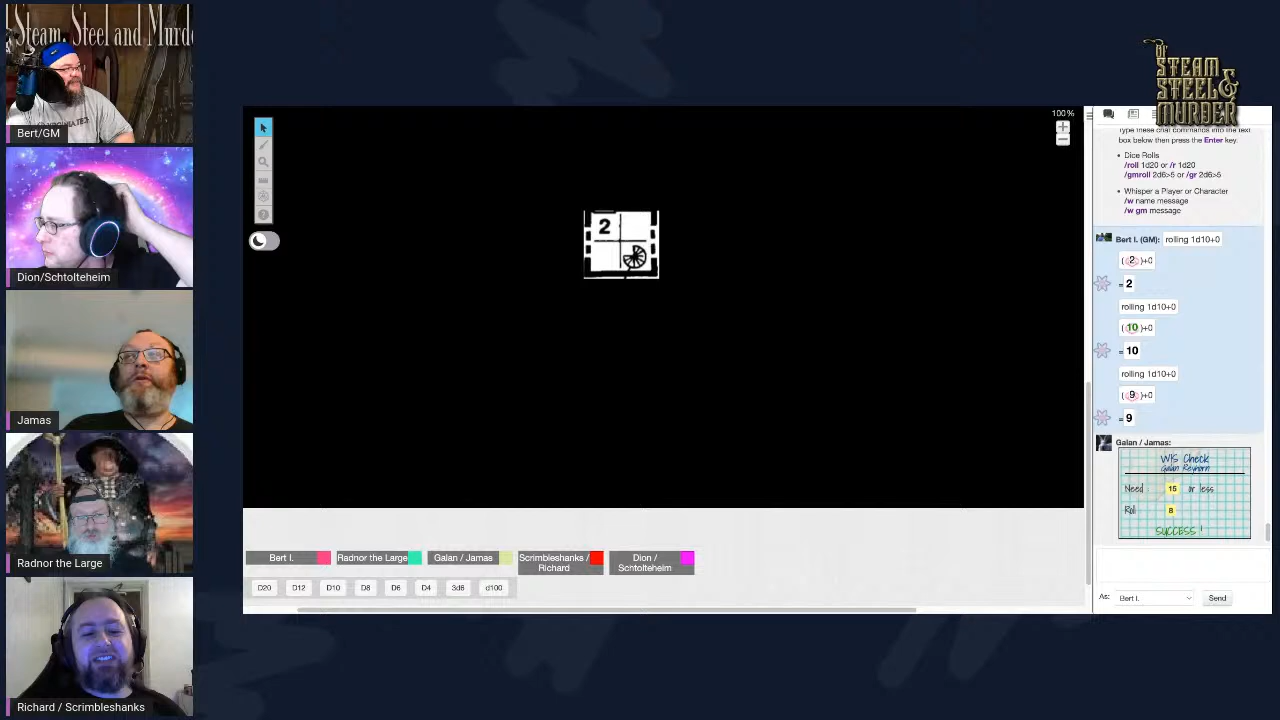 Steam, Steel and Murde
Bert/GM
Dion/Schtolteheim
Jamas
Radnor the Large
Richard / Scrimbleshanks
2
100%
Bert I.
Radnor the Large
Galan / Jamas
Scrimbleshanks /
Richard
Dion /
Schtolteheim
D20
D12
D10
D8
D6
D4
3d6
d100
OF
STEAM
STEEL &
MURDER
Type these chat commands into the text
box below then press the Enter key.
• Dice Rolls
/roll 1d20 or /r 1d20
/gmroll 2d6>5 or /gr 2d6>5
• Whisper a Player or Character
/w name message
/w gm message
Bert I. (GM): rolling 1d10+0
(2)+0
=2
rolling 1d10+0
(10)+0
=10
rolling 1d10+0
(9)+0
=9
Galan / Jamas:
WIS Check
Galan Reyhorn
Need: 15 or less
Roll 8
SUCCESS !
As: Bert I. Send